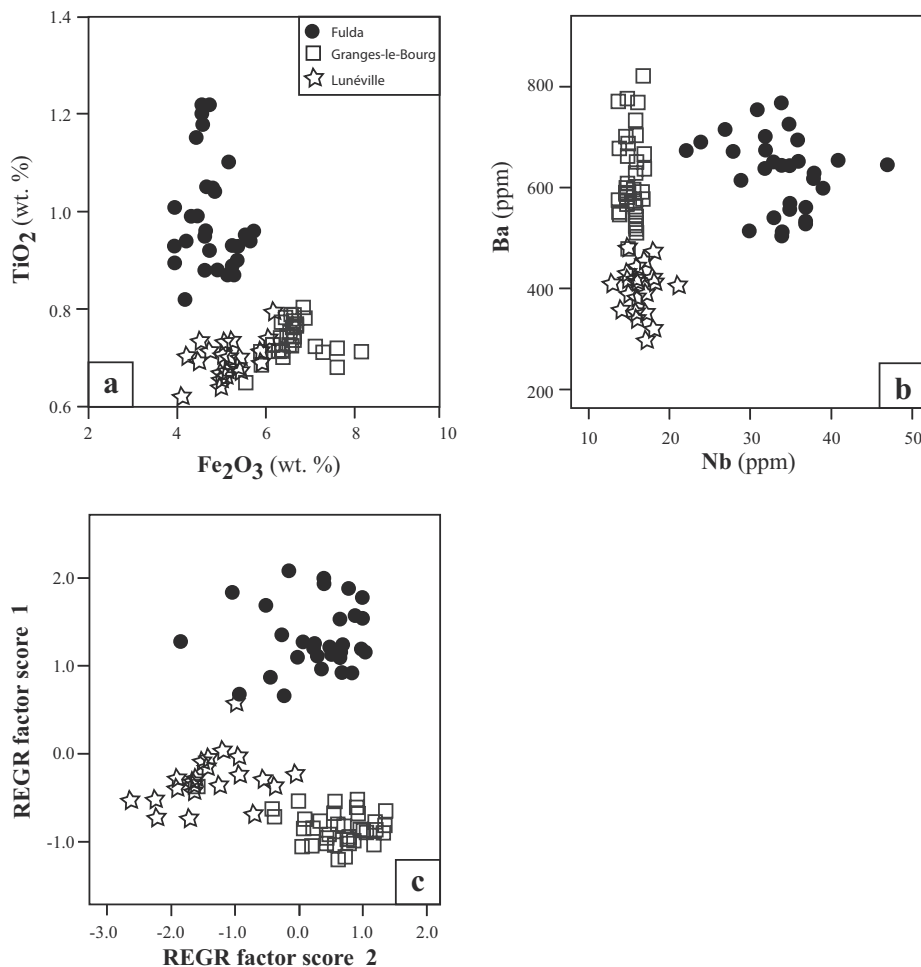 1.4
1.2
1.0
0.8
0.6
TiO2 (wt. %)
Fulda
Granges-le-Bourg
Lunéville
a
2 4 6 8 10
Fe2O3 (wt. %)
800
600
400
200
Ba (ppm)
b
10 20 30 40 50
Nb (ppm)
2.0
1.0
0.0
-1.0
REGR factor score 1
c
-3.0 -2.0 -1.0 0.0 1.0 2.0
REGR factor score 2